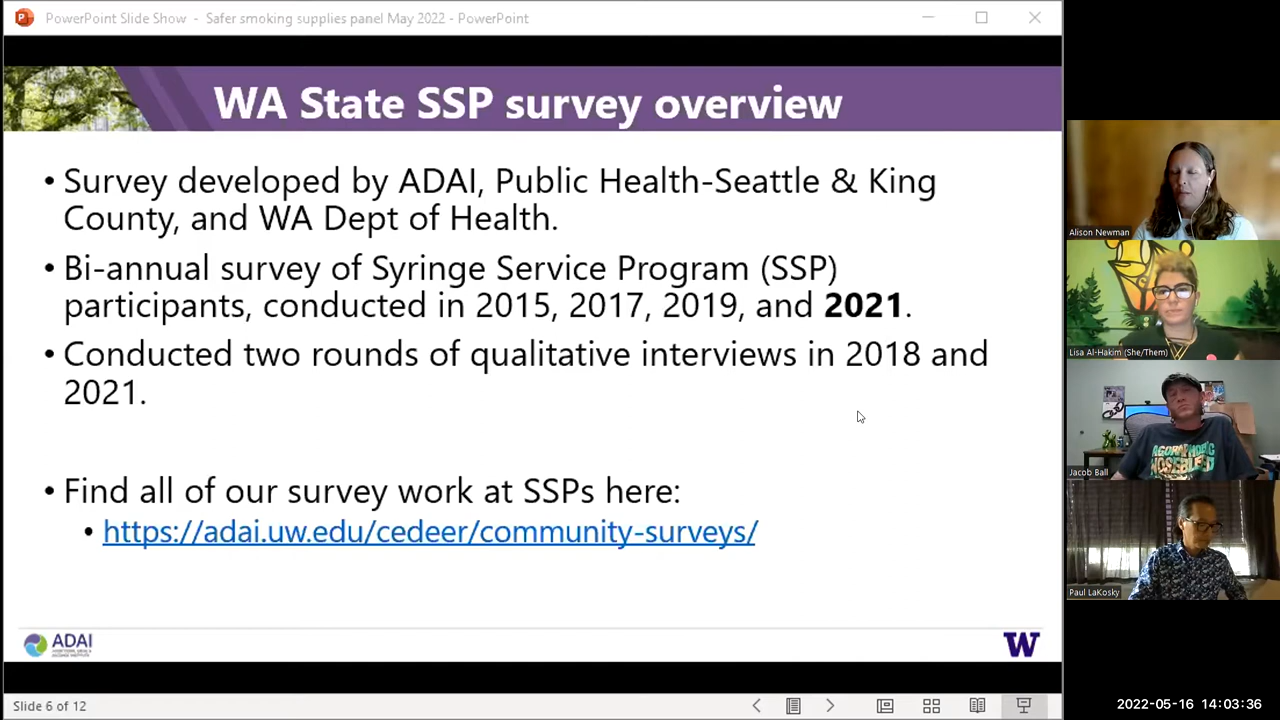 PowerPoint Slide Show - Safer smoking supplies panel May 2022 - PowerPoint
WA State SSP survey overview
• Survey developed by ADAI, Public Health-Seattle & King
County, and WA Dept of Health.
• Bi-annual survey of Syringe Service Program (SSP)
participants, conducted in 2015, 2017, 2019, and 2021.
• Conducted two rounds of qualitative interviews in 2018 and
2021.
• Find all of our survey work at SSPs here:
• https://adai.uw.edu/cedeer/community-surveys/
ADAI
W
Slide 6 of 12
Alison Newman
Lisa Al-Hakim (She/Them)
AGORAPHOBIC
NOSEBLEED
Jacob Ball
Paul LaKosky
2022-05-16 14:03:36